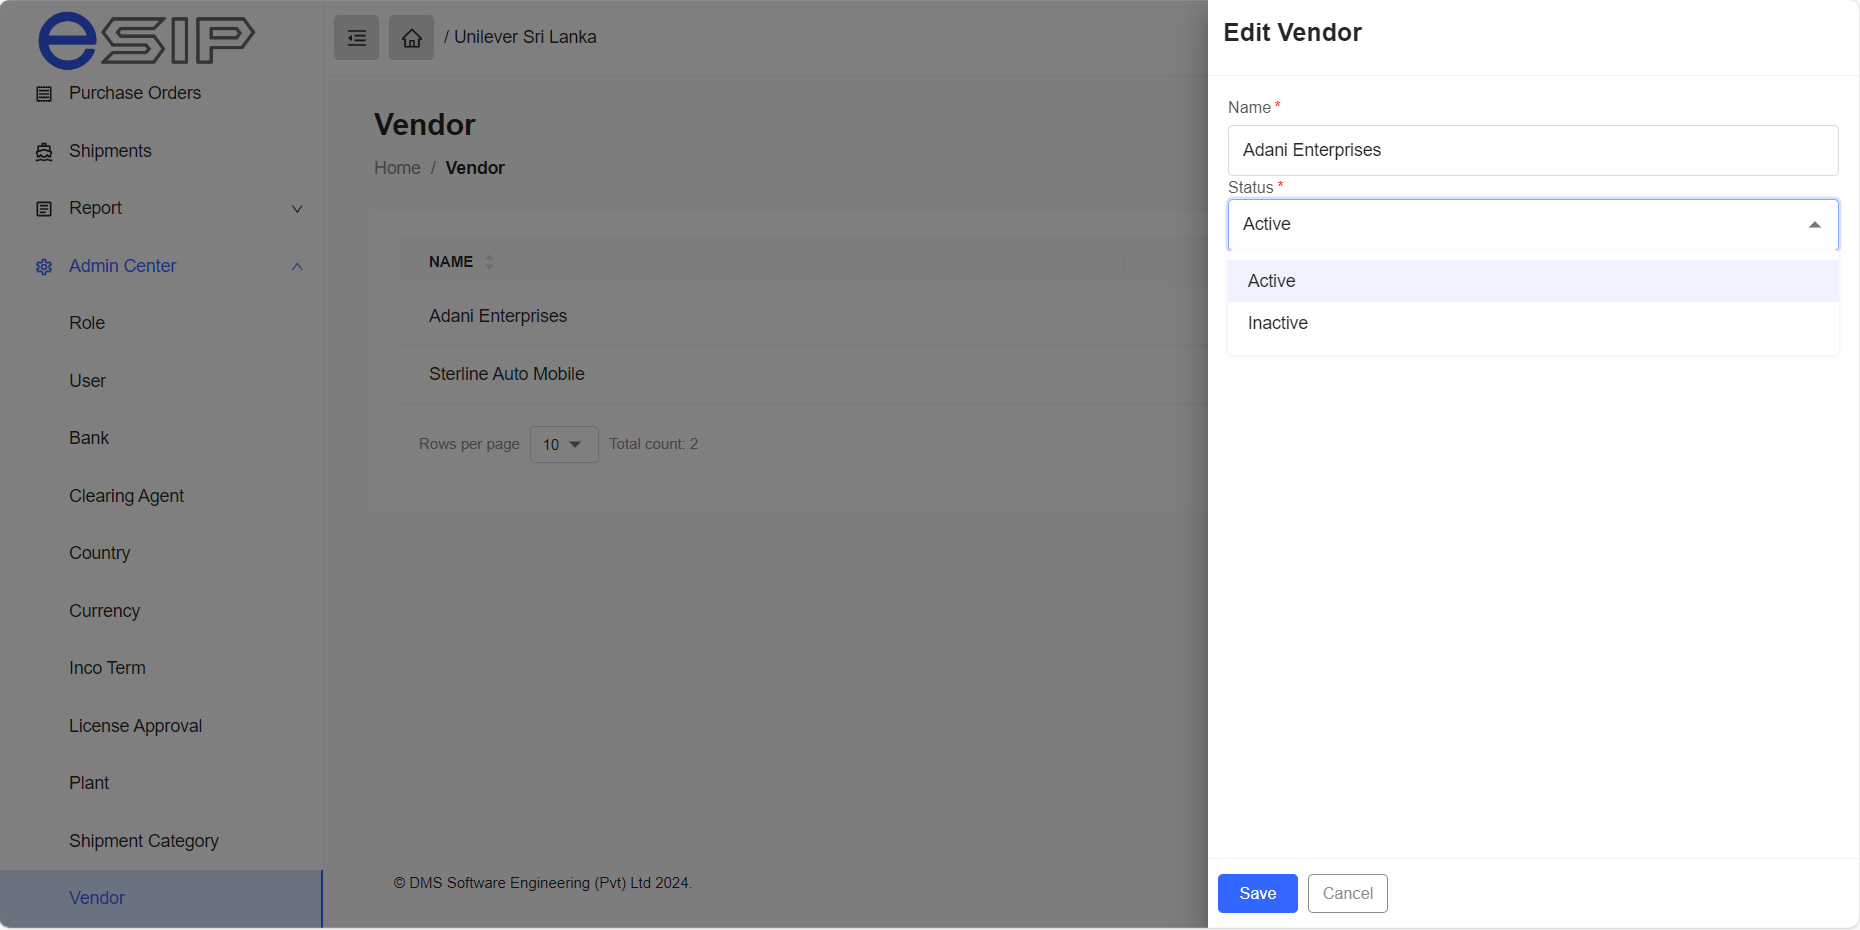 eSIP
Purchase Orders
Shipments
Report
Admin Center
Role
User
Bank
Clearing Agent
Country
Currency
Inco Term
License Approval
Plant
Shipment Category
Vendor
/ Unilever Sri Lanka
Vendor
Home / Vendor
NAME
Adani Enterprises
Sterline Auto Mobile
Rows per page 10 Total count: 2
© DMS Software Engineering (Pvt) Ltd 2024.
Edit Vendor
Name *
Adani Enterprises
Status *
Active
Active
Inactive
Save Cancel